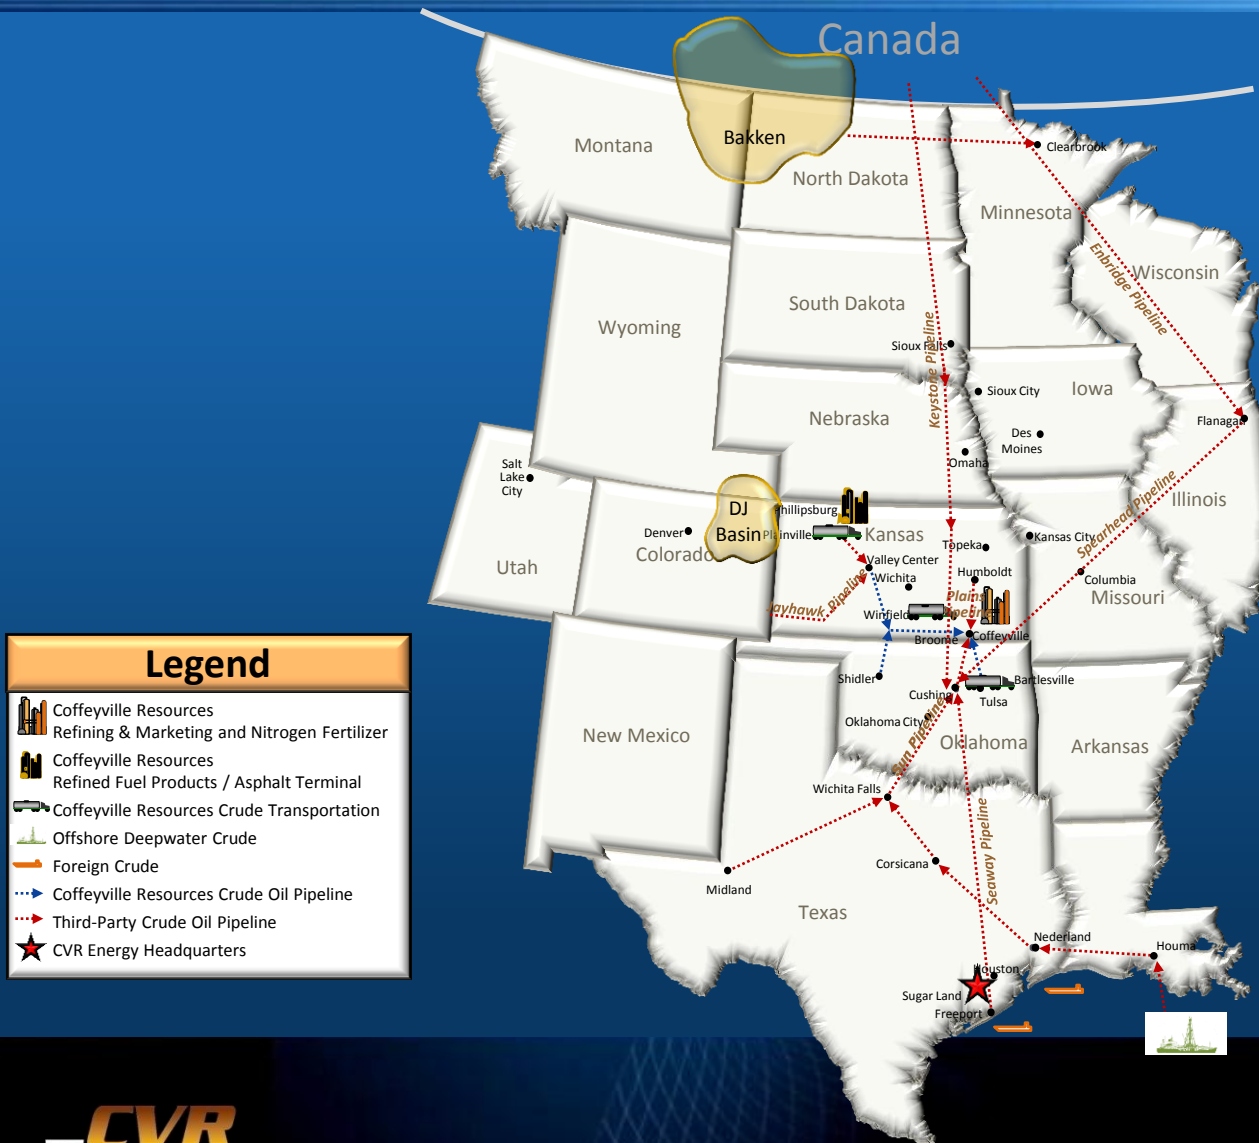 Canada
Montana
Bakken
North Dakota
Clearbrook
Minnesota
Wisconsin
Enbridge Pipeline
South Dakota
Wyoming
Sioux Falls
Keystone Pipeline
Sioux City
Iowa
Nebraska
Flanagan
Des
Moines
Omaha
Salt
Lake
City
Illinois
Spearhead Pipeline
DJ
Basin
Phillipsburg
Plainville
Kansas
Denver
Colorado
Topeka
Kansas City
Valley Center
Utah
Wichita
Humboldt
Columbia
Missouri
Jayhawk Pipeline
Plains
Pipeline
Winfield
Broome
Coffeyville
Shidler
Bartlesville
Cushing
Tulsa
Oklahoma City
New Mexico
Sun Pipeline
Oklahoma
Arkansas
Wichita Falls
Seaway Pipeline
Corsicana
Midland
Texas
Nederland
Houma
Houston
Sugar Land
Freeport
Legend
Coffeyville Resources
Refining & Marketing and Nitrogen Fertilizer
Coffeyville Resources
Refined Fuel Products / Asphalt Terminal
Coffeyville Resources Crude Transportation
Offshore Deepwater Crude
Foreign Crude
Coffeyville Resources Crude Oil Pipeline
Third-Party Crude Oil Pipeline
CVR Energy Headquarters
CVR